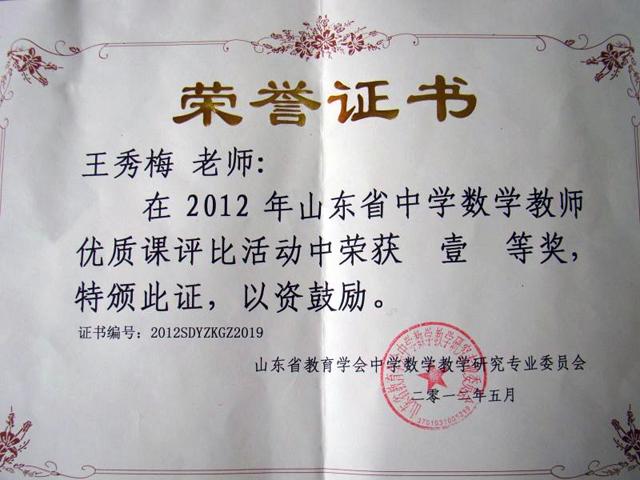 荣誉证书
王秀梅 老师:
在 2012 年山东省中学数学教师
优质课评比活动中荣获 壹 等奖,
特颁此证, 以资鼓励。
证书编号: 2012SDYZKGZ2019
山东省教育学会中学数学教学研究专业委员会
二零一二年五月